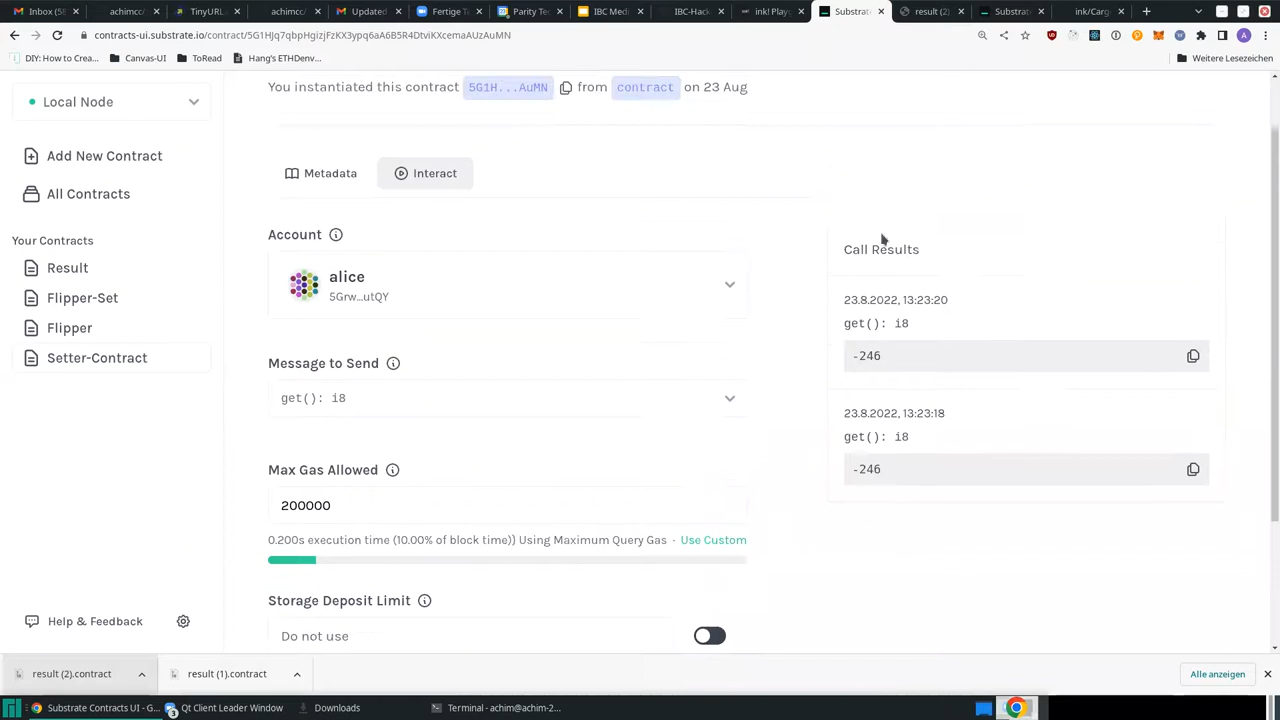 Inbox (58
achimcc/
TinyURL
achimcc/
Updated
Fertige T
Parity Te
IBC Medi
IBC-Hack
ink! Play
Substrate
result (2)
Substrate
ink/Carg
contracts-ui.substrate.io/contract/5G1HJq7qbpHgizjFzKX3ypq6aA6B5R4DtviKXcemaAUzAuMN
DIY: How to Crea...
Canvas-UI
ToRead
Hang's ETHDenv...
Weitere Lesezeichen
Local Node
You instantiated this contract 5G1H...AuMN from contract on 23 Aug
Add New Contract
All Contracts
Your Contracts
Result
Flipper-Set
Flipper
Setter-Contract
Metadata
Interact
Account
alice
5Grw...utQY
Message to Send
get(): i8
Max Gas Allowed
200000
0.200s execution time (10.00% of block time)) Using Maximum Query Gas · Use Custom
Storage Deposit Limit
Do not use
Call Results
23.8.2022, 13:23:20
get(): i8
-246
23.8.2022, 13:23:18
get(): i8
-246
Help & Feedback
result (2).contract
result (1).contract
Alle anzeigen
Substrate Contracts UI - G...
3
Qt Client Leader Window
Downloads
Terminal - achim@achim-2...